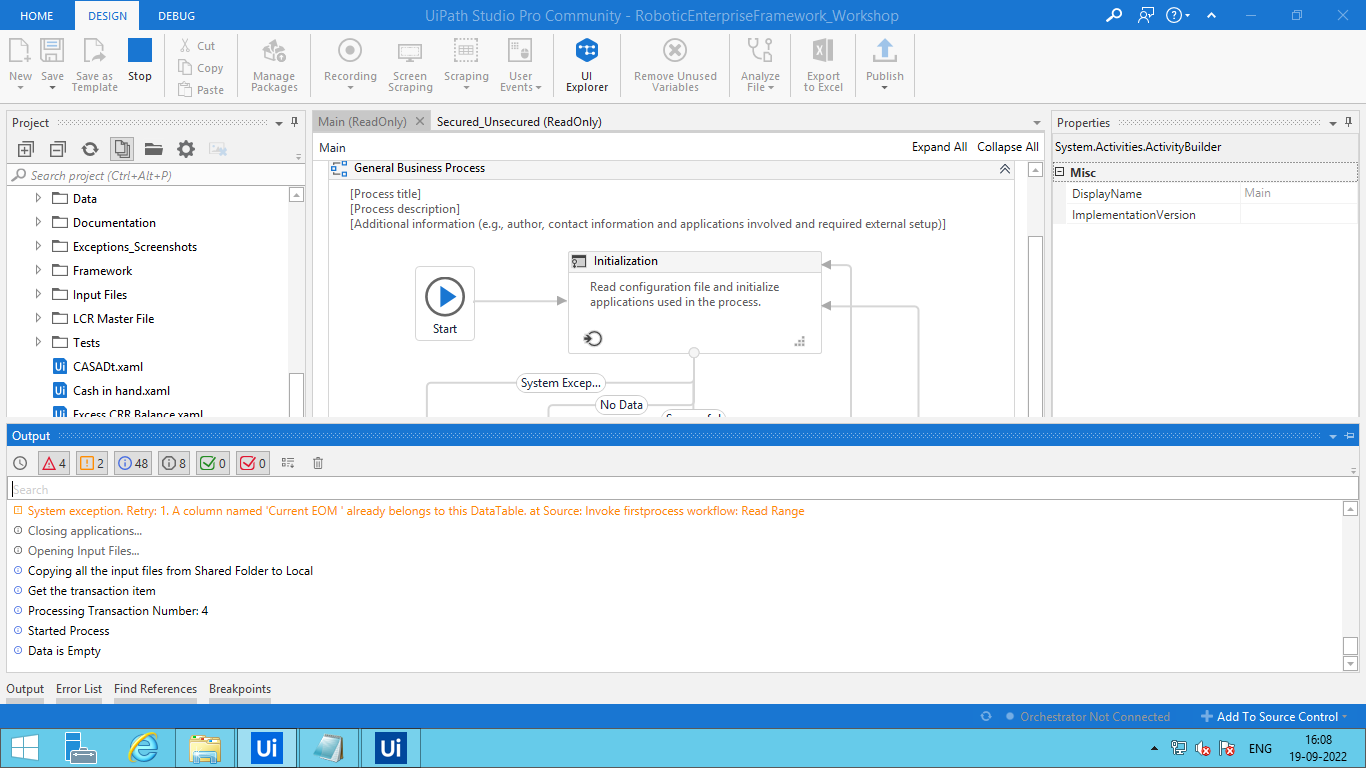 HOME DESIGN DEBUG UiPath Studio Pro Community - RoboticEnterpriseFramework_Workshop
New Save Save as Template Stop
Cut
Copy
Paste
Manage Packages
Recording
Screen Scraping
Scraping
User Events
UI Explorer
Remove Unused Variables
Analyze File
Export to Excel
Publish
Project
Search project (Ctrl+Alt+P)
Data
Documentation
Exceptions_Screenshots
Framework
Input Files
LCR Master File
Tests
Ui CASADt.xaml
Ui Cash in hand.xaml
Ui Excess CRR Balance.xaml
Main (ReadOnly) Secured_Unsecured (ReadOnly)
Main Expand All Collapse All
General Business Process
[Process title]
[Process description]
[Additional information (e.g., author, contact information and applications involved and required external setup)]
Start
Initialization
Read configuration file and initialize
applications used in the process.
System Excep...
No Data
Properties
System.Activities.ActivityBuilder
Misc
DisplayName Main
ImplementationVersion
Output
4 2 48 8 0 0
Search
System exception. Retry: 1. A column named 'Current EOM ' already belongs to this DataTable. at Source: Invoke firstprocess workflow: Read Range
Closing applications...
Opening Input Files...
Copying all the input files from Shared Folder to Local
Get the transaction item
Processing Transaction Number: 4
Started Process
Data is Empty
Output Error List Find References Breakpoints
Orchestrator Not Connected Add To Source Control
Ui Ui ENG 16:08
19-09-2022